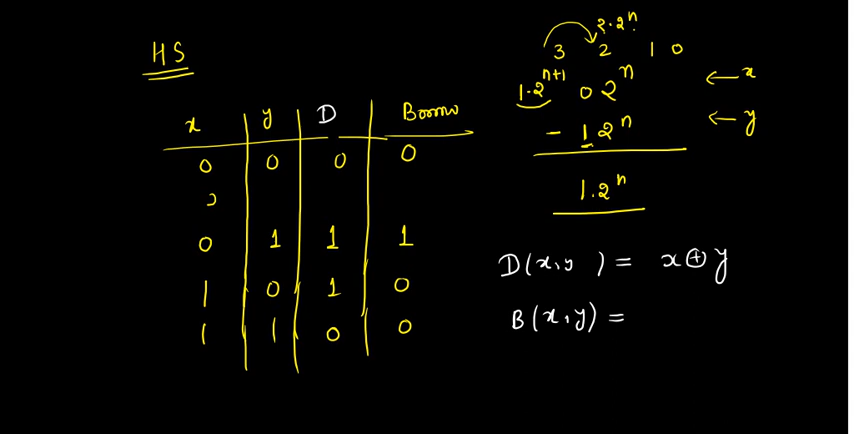 HS
x y D Borrow
0 0 0 0
0 1 1 1
1 0 1 0
1 1 0 0
2·2ⁿ
3 2 1 0
1·2ⁿ⁺¹ 0 2ⁿ ← x
- 1 2ⁿ ← y
1·2ⁿ
D(x,y ) = x⊕y
B(x,y) =